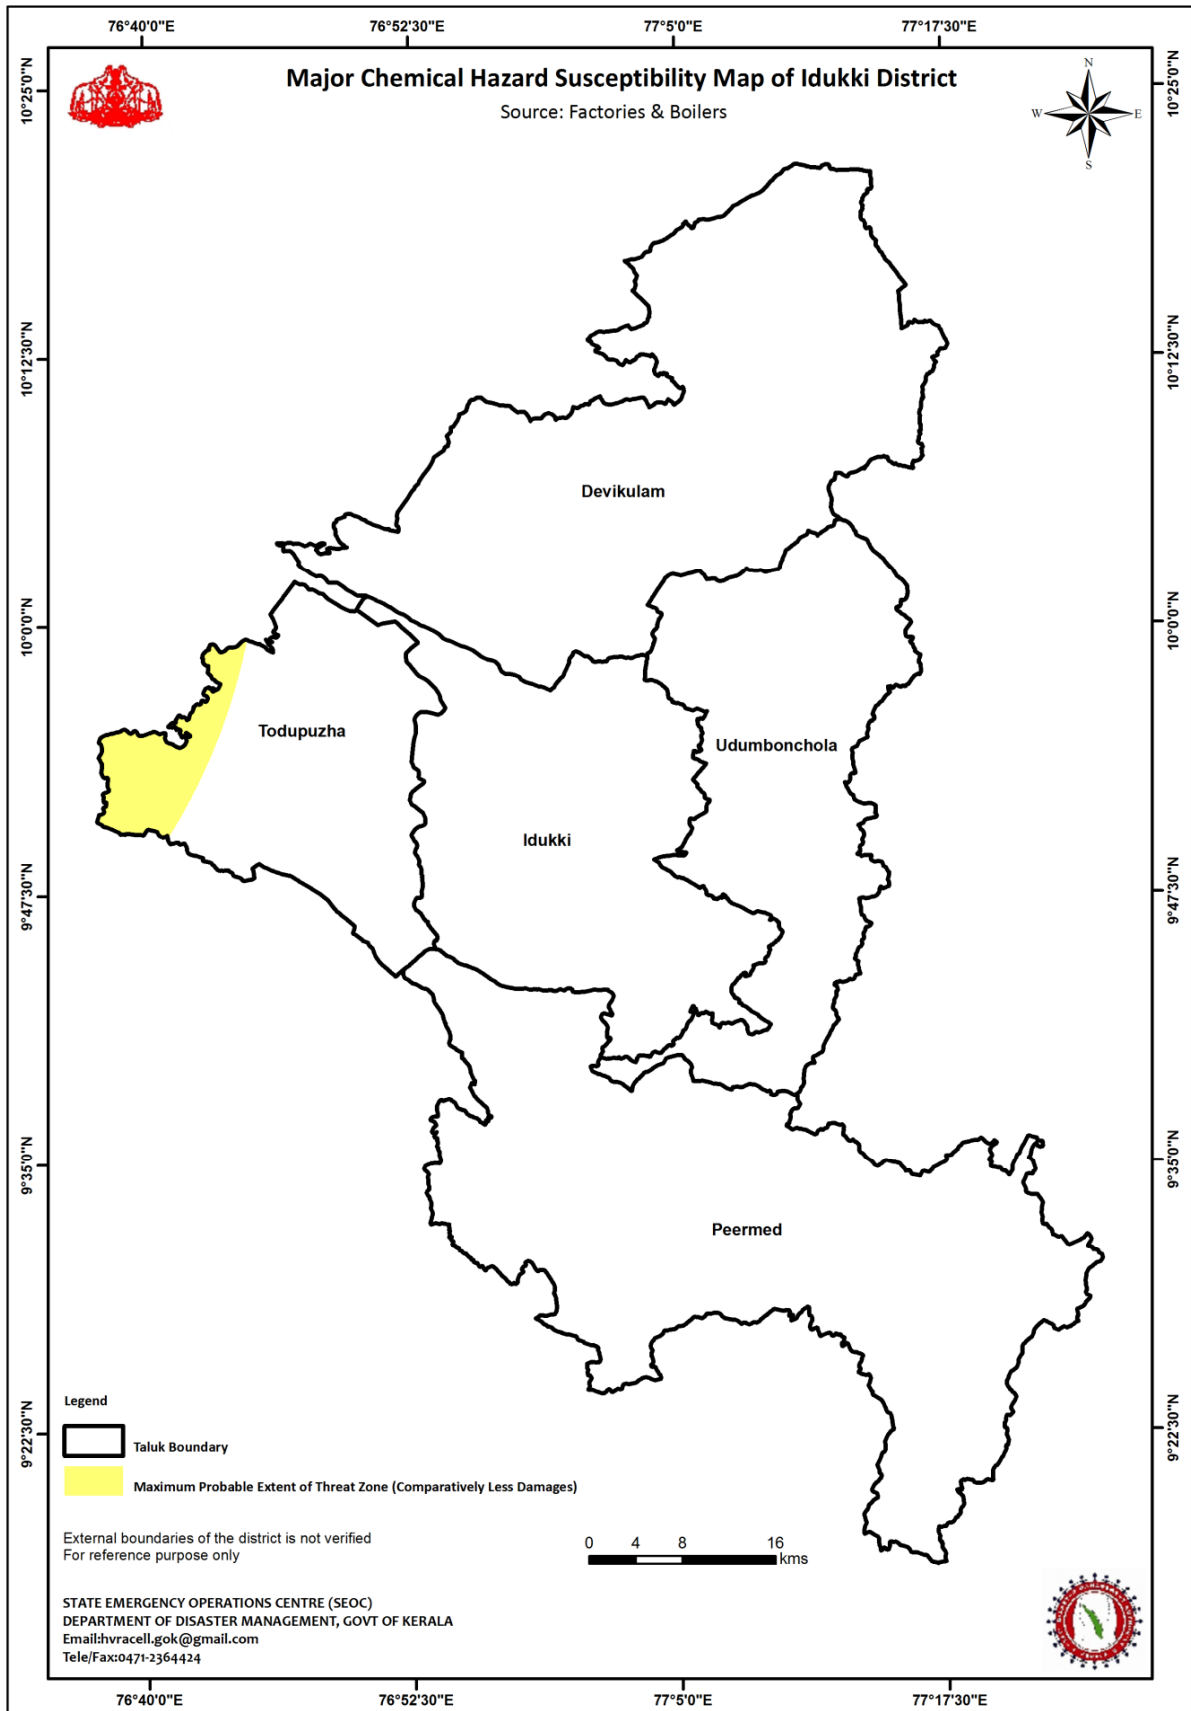 76°40'0"E 76°52'30"E 77°5'0"E 77°17'30"E
10°25'0"N 10°25'0"N
Major Chemical Hazard Susceptibility Map of Idukki District
Source: Factories & Boilers
N
W E
S
10°12'30"N 10°12'30"N
Devikulam
10°0'0"N 10°0'0"N
Todupuzha
Udumbonchola
Idukki
9°47'30"N 9°47'30"N
9°35'0"N 9°35'0"N
Peermed
9°22'30"N 9°22'30"N
Legend
Taluk Boundary
Maximum Probable Extent of Threat Zone (Comparatively Less Damages)
External boundaries of the district is not verified
For reference purpose only
0 4 8 16
kms
STATE EMERGENCY OPERATIONS CENTRE (SEOC)
DEPARTMENT OF DISASTER MANAGEMENT, GOVT OF KERALA
Email:hvracell.gok@gmail.com
Tele/Fax:0471-2364424
76°40'0"E 76°52'30"E 77°5'0"E 77°17'30"E